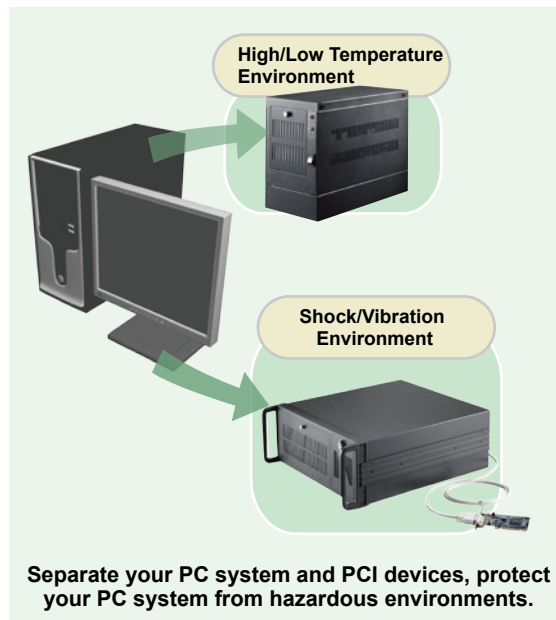 High/Low Temperature
Environment
Shock/Vibration
Environment
Separate your PC system and PCI devices, protect
your PC system from hazardous environments.